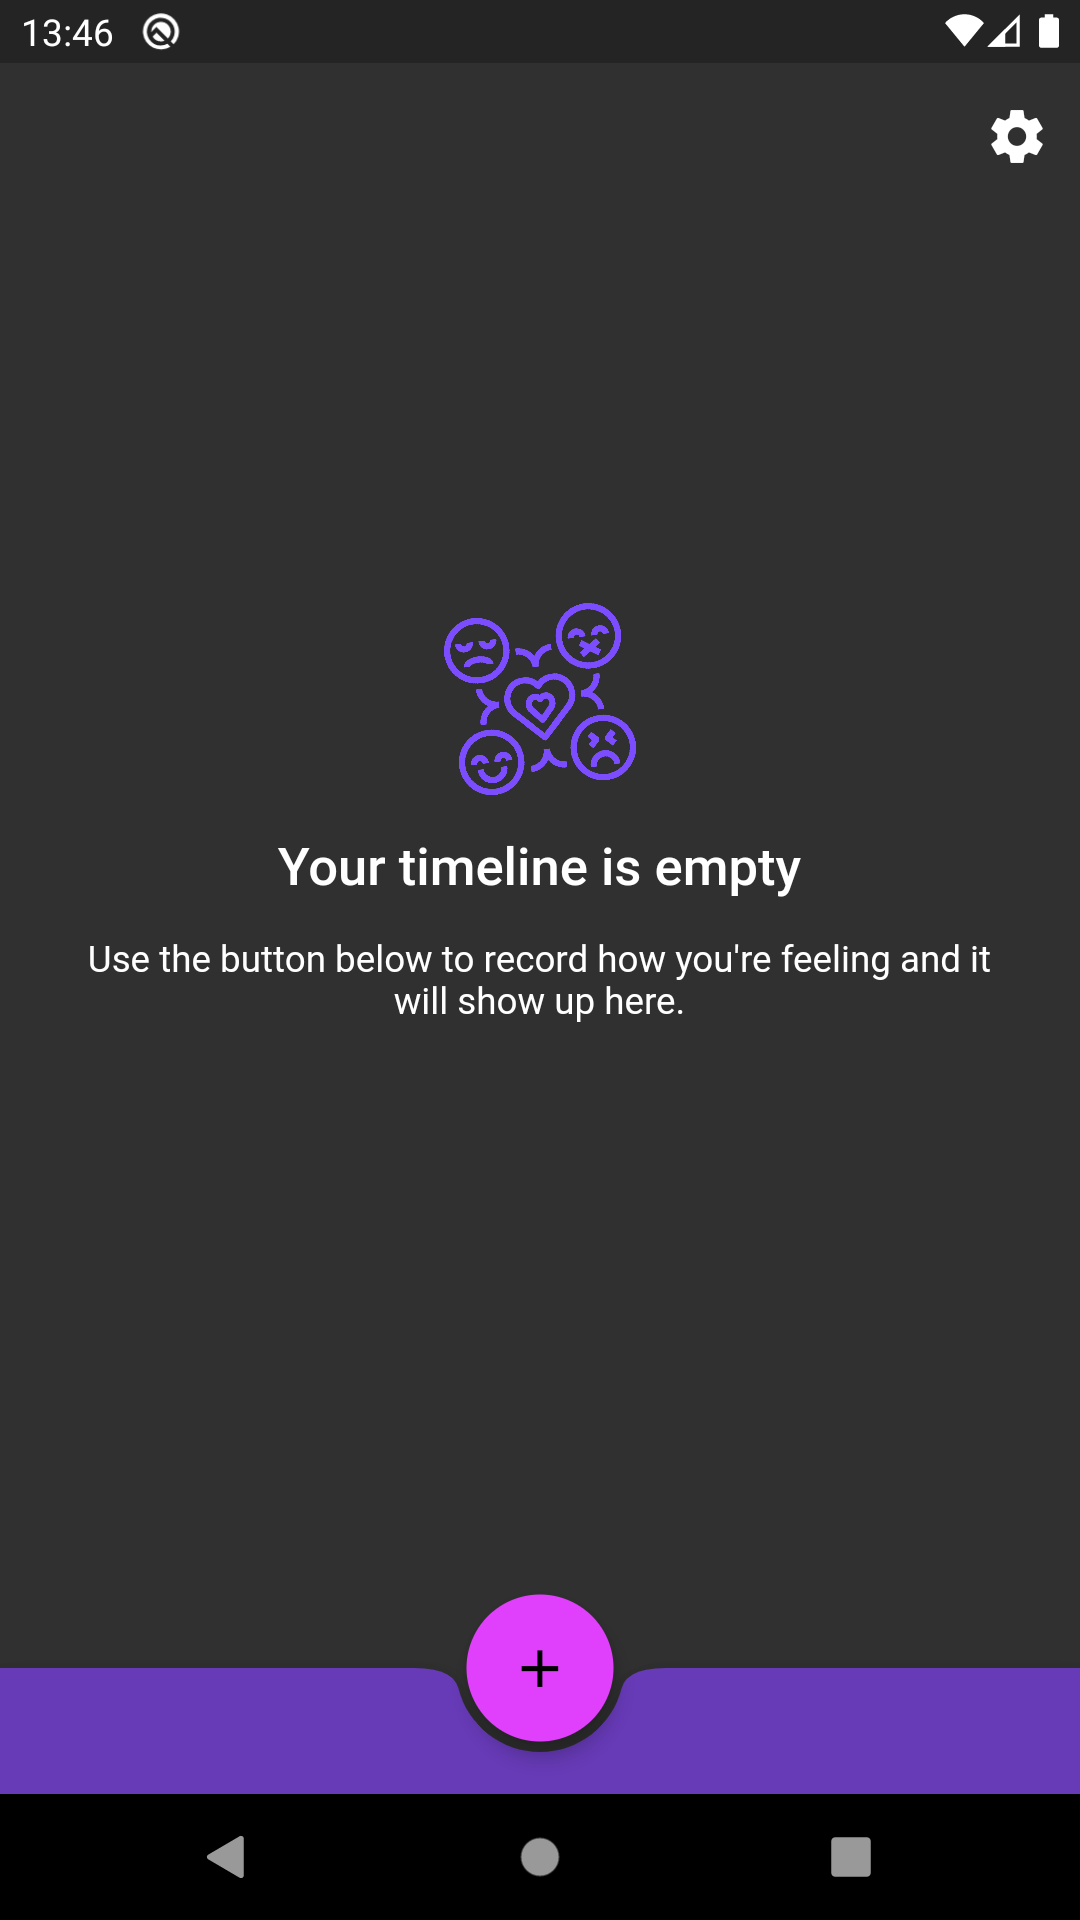 13:46
Your timeline is empty
Use the button below to record how you're feeling and it
will show up here.